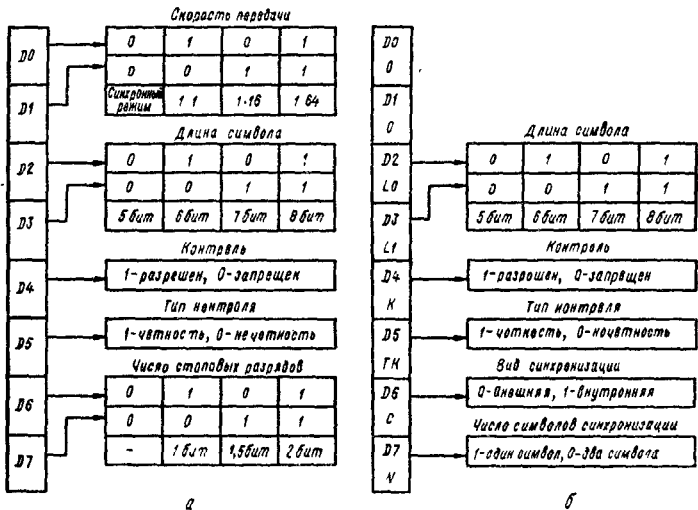 Скорость передачи
D0
0 1 0 1
0 0 1 1
D1
Синхронный режим 1:1 1:16 1:64
Длина символа
D2
0 1 0 1
0 0 1 1
D3
5 бит 6 бит 7 бит 8 бит
Контроль
D4
1-разрешен, 0-запрещен
Тип контроля
D5
1-четность, 0-нечетность
Число стоповых разрядов
D6
0 1 0 1
0 0 1 1
D7
- 1 бит 1,5 бит 2 бит
а
D0
0
D1
0
Длина символа
D2
0 1 0 1
L0
0 0 1 1
D3
5 бит 6 бит 7 бит 8 бит
L1
Контроль
D4
1-разрешен, 0-запрещен
К
Тип контроля
D5
1-четность, 0-нечетность
ТК
Вид синхронизации
D6
0-внешняя, 1-внутренняя
С
Число символов синхронизации
D7
1-один символ, 0-два символа
N
б